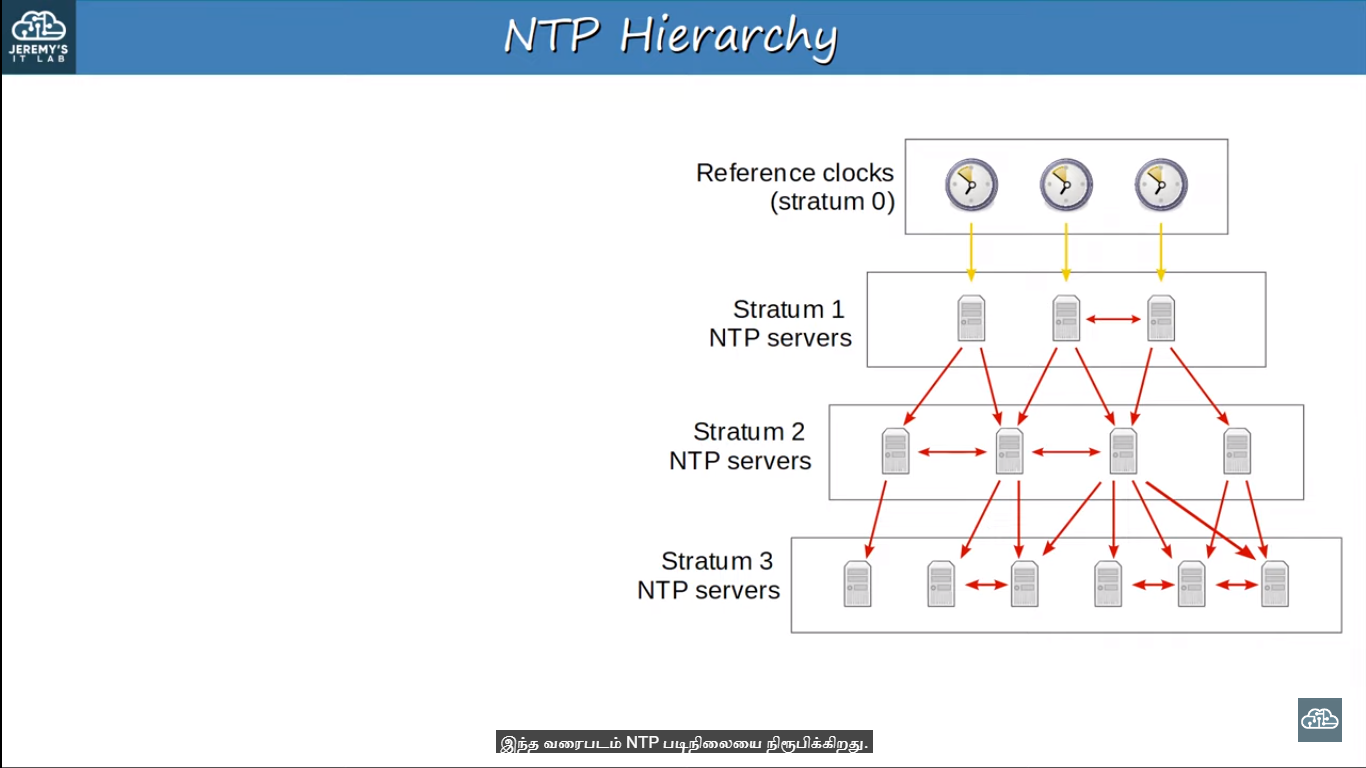 JEREMY'S
IT LAB
NTP Hierarchy
Reference clocks
(stratum 0)
Stratum 1
NTP servers
Stratum 2
NTP servers
Stratum 3
NTP servers
இந்த வரைபடம் NTP படிநிலையை நிரூபிக்கிறது.